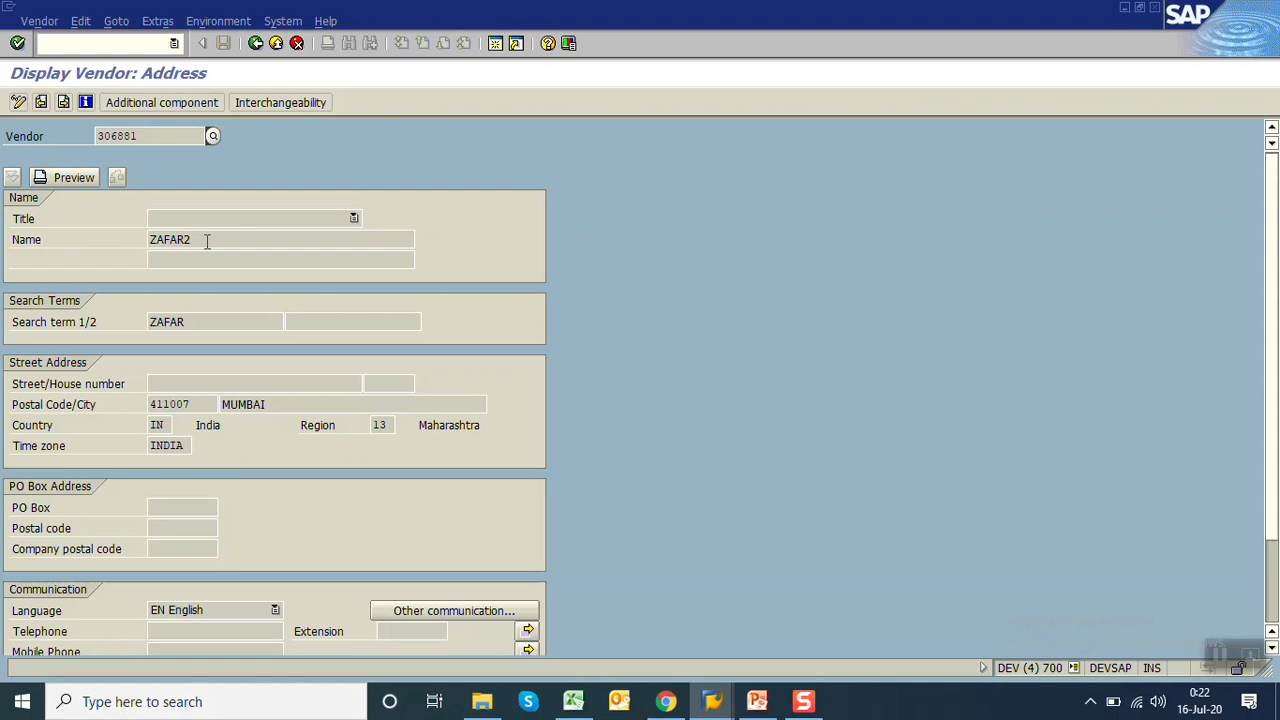 Vendor Edit Goto Extras Environment System Help
SAP
Display Vendor: Address
Additional component Interchangeability
Vendor 306881
Preview
Name
Title
Name ZAFAR2
Search Terms
Search term 1/2 ZAFAR
Street Address
Street/House number
Postal Code/City 411007 MUMBAI
Country IN India Region 13 Maharashtra
Time zone INDIA
PO Box Address
PO Box
Postal code
Company postal code
Communication
Language EN English Other communication...
Telephone Extension
Mobile Phone
DEV (4) 700 DEVSAP INS
Type here to search
0:22
16-Jul-20